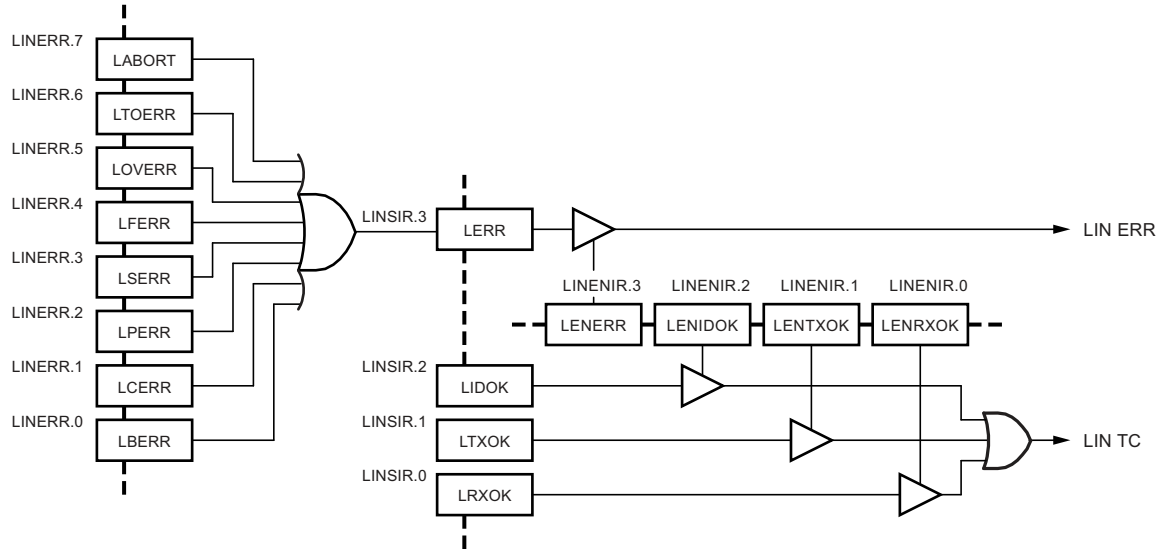 LINERR.7
LABORT
LINERR.6
LTOERR
LINERR.5
LOVERR
LINERR.4
LFERR
LINERR.3
LSERR
LINERR.2
LPERR
LINERR.1
LCERR
LINERR.0
LBERR
LINSIR.3
LERR
LIN ERR
LINENIR.3 LINENIR.2 LINENIR.1 LINENIR.0
LENERR LENIDOK LENTXOK LENRXOK
LINSIR.2
LIDOK
LINSIR.1
LTXOK
LIN TC
LINSIR.0
LRXOK